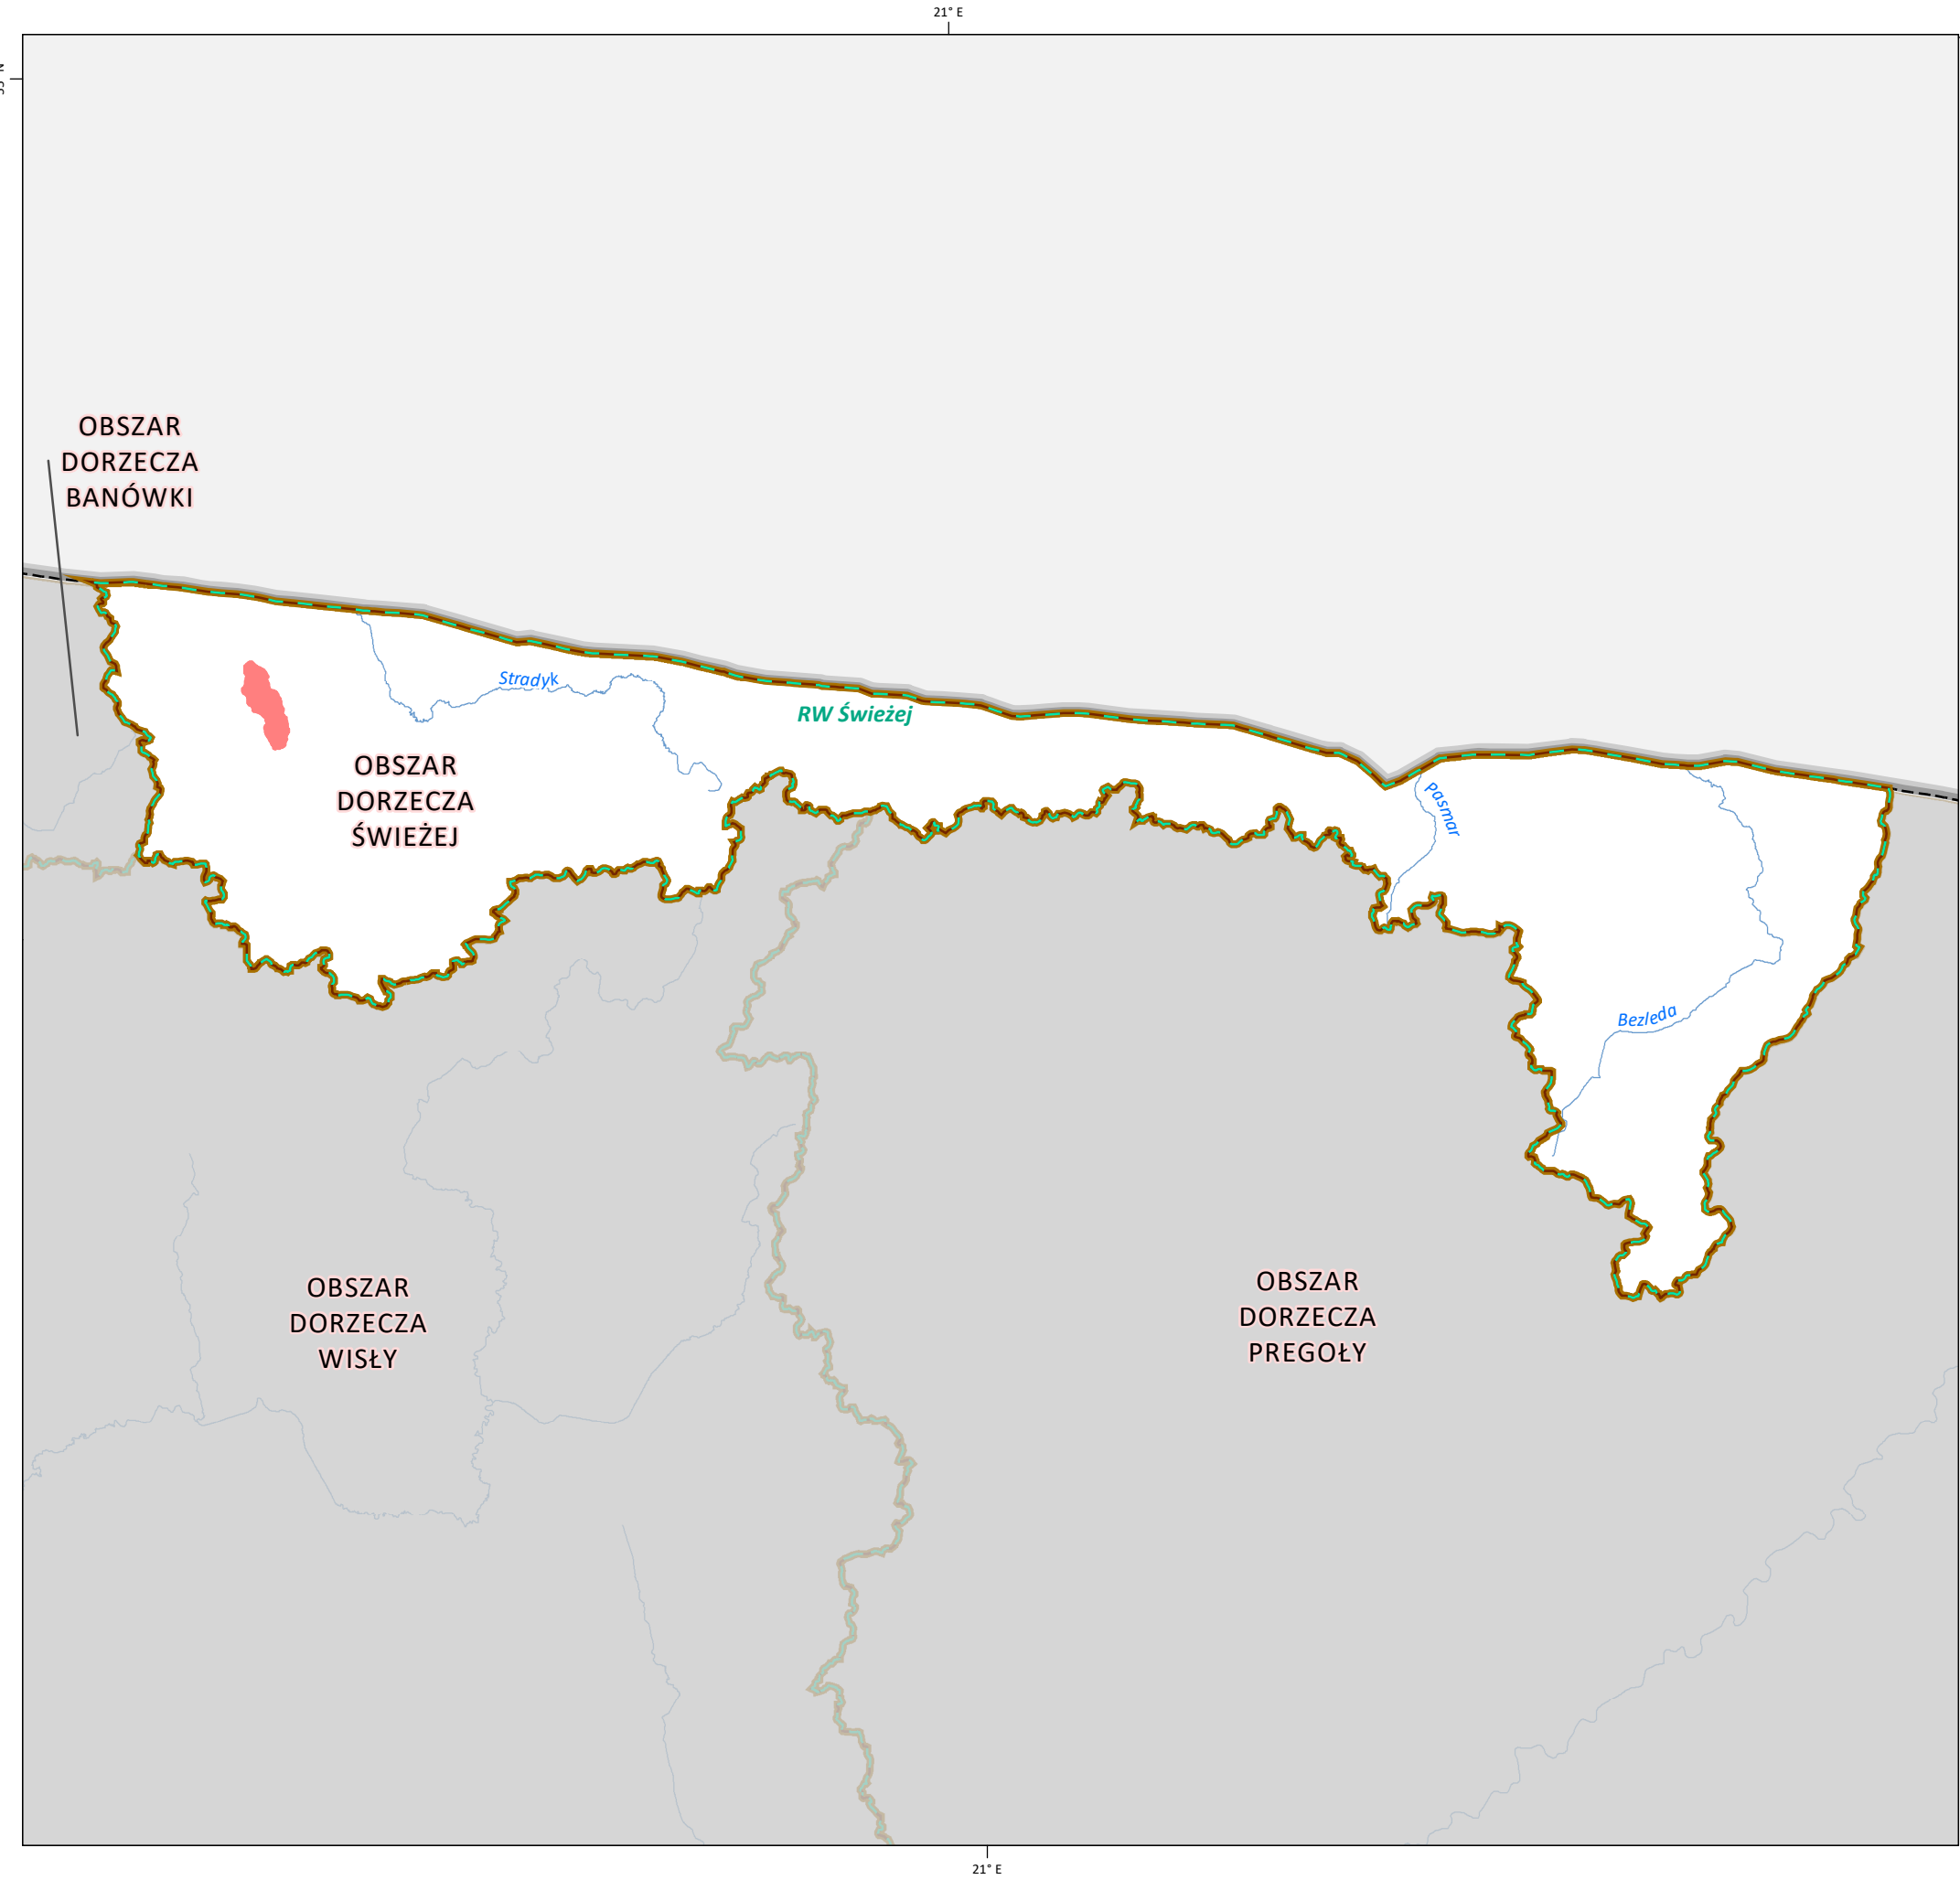 21° E
OBSZAR
DORZECZA
BANÓWKI
Stradyk
RW Świeżej
OBSZAR
DORZECZA
ŚWIEŻEJ
Pasmar
Bezleda
OBSZAR
DORZECZA
WISŁY
OBSZAR
DORZECZA
PREGOŁY
21° E